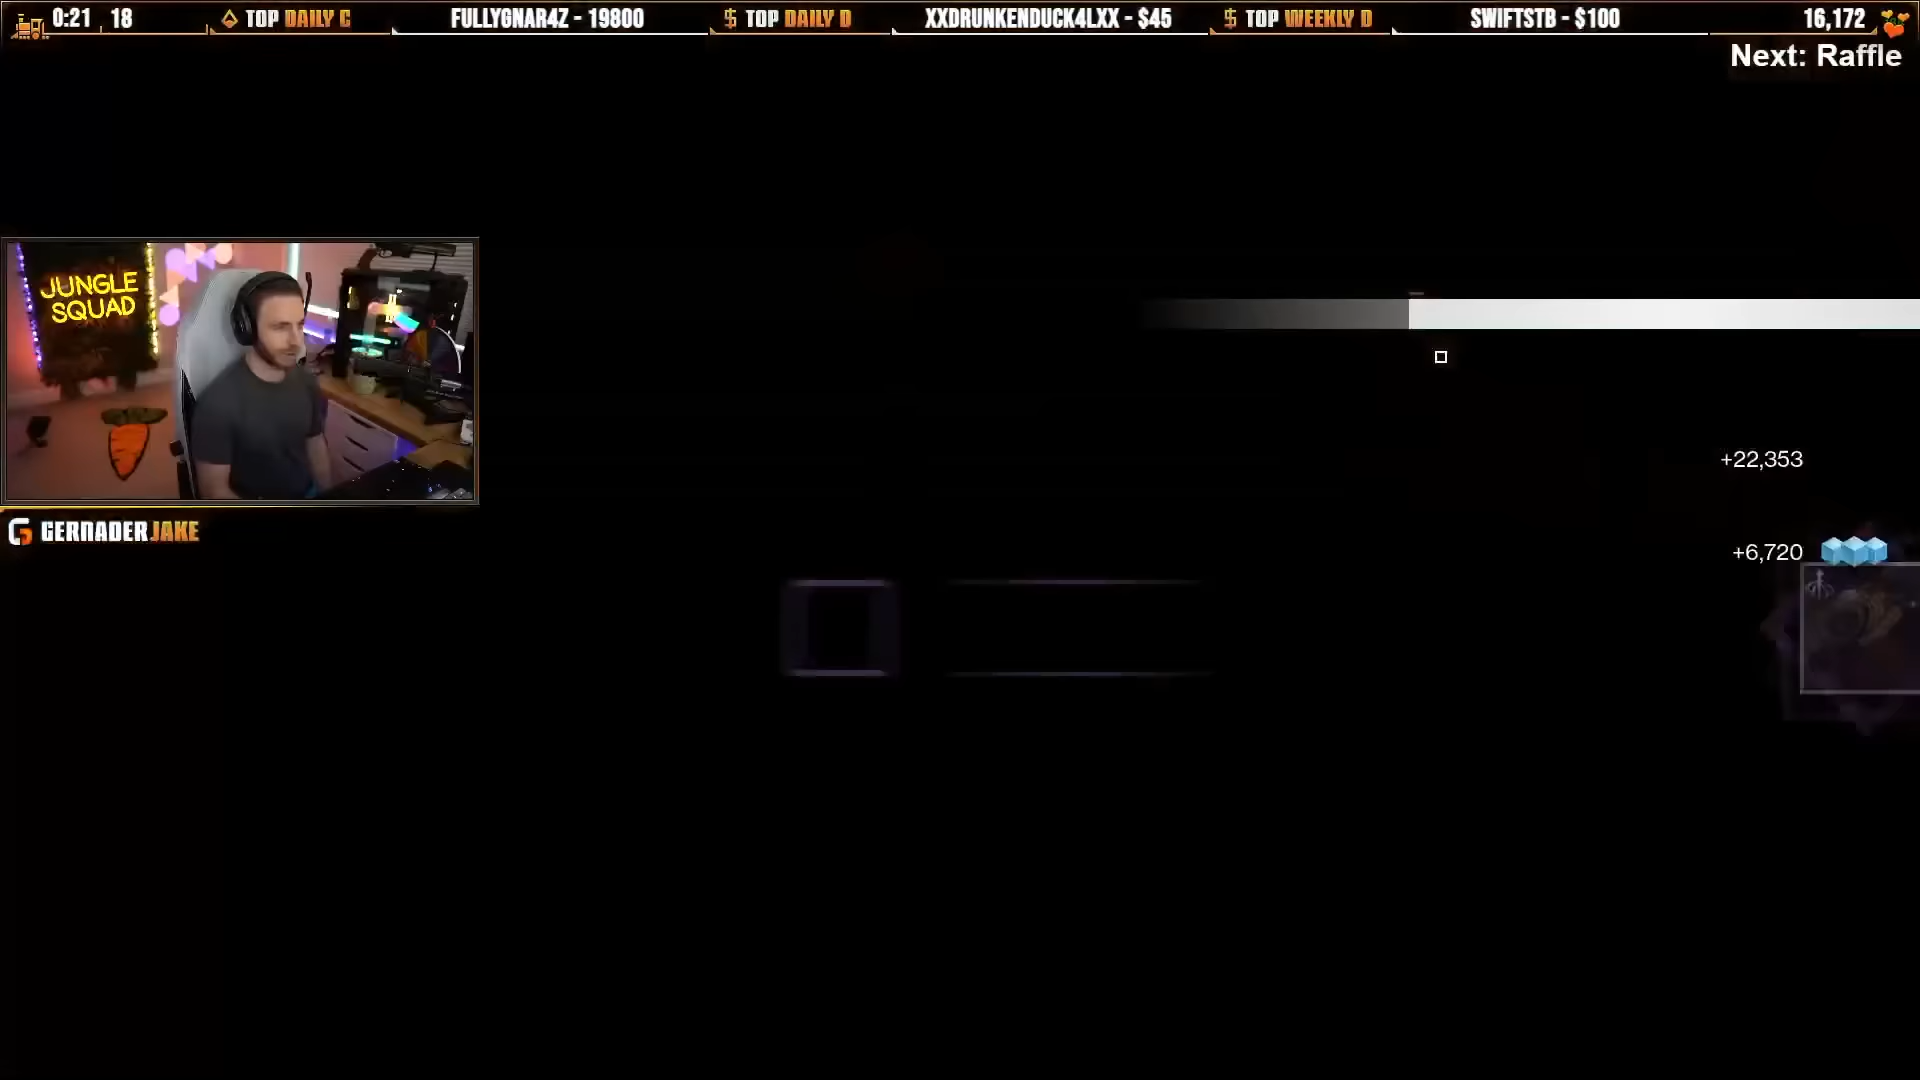 0:21 18 TOP DAILY C FULLYGNAR4Z - 19800 $ TOP DAILY D XXDRUNKENDUCK4LXX - $45 $ TOP WEEKLY D SWIFTSTB - $100 16,172
Next: Raffle
JUNGLE
SQUAD
+22,353
GERNADERJAKE
+6,720